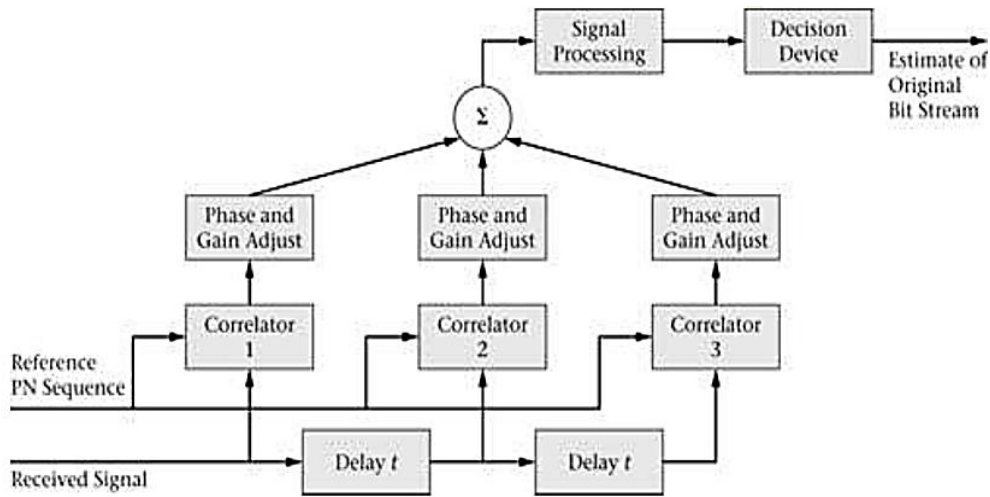 Signal
Processing
Decision
Device
Estimate of
Original
Bit Stream
Σ
Phase and
Gain Adjust
Phase and
Gain Adjust
Phase and
Gain Adjust
Correlator
1
Correlator
2
Correlator
3
Reference
PN Sequence
Delay t
Delay t
Received Signal